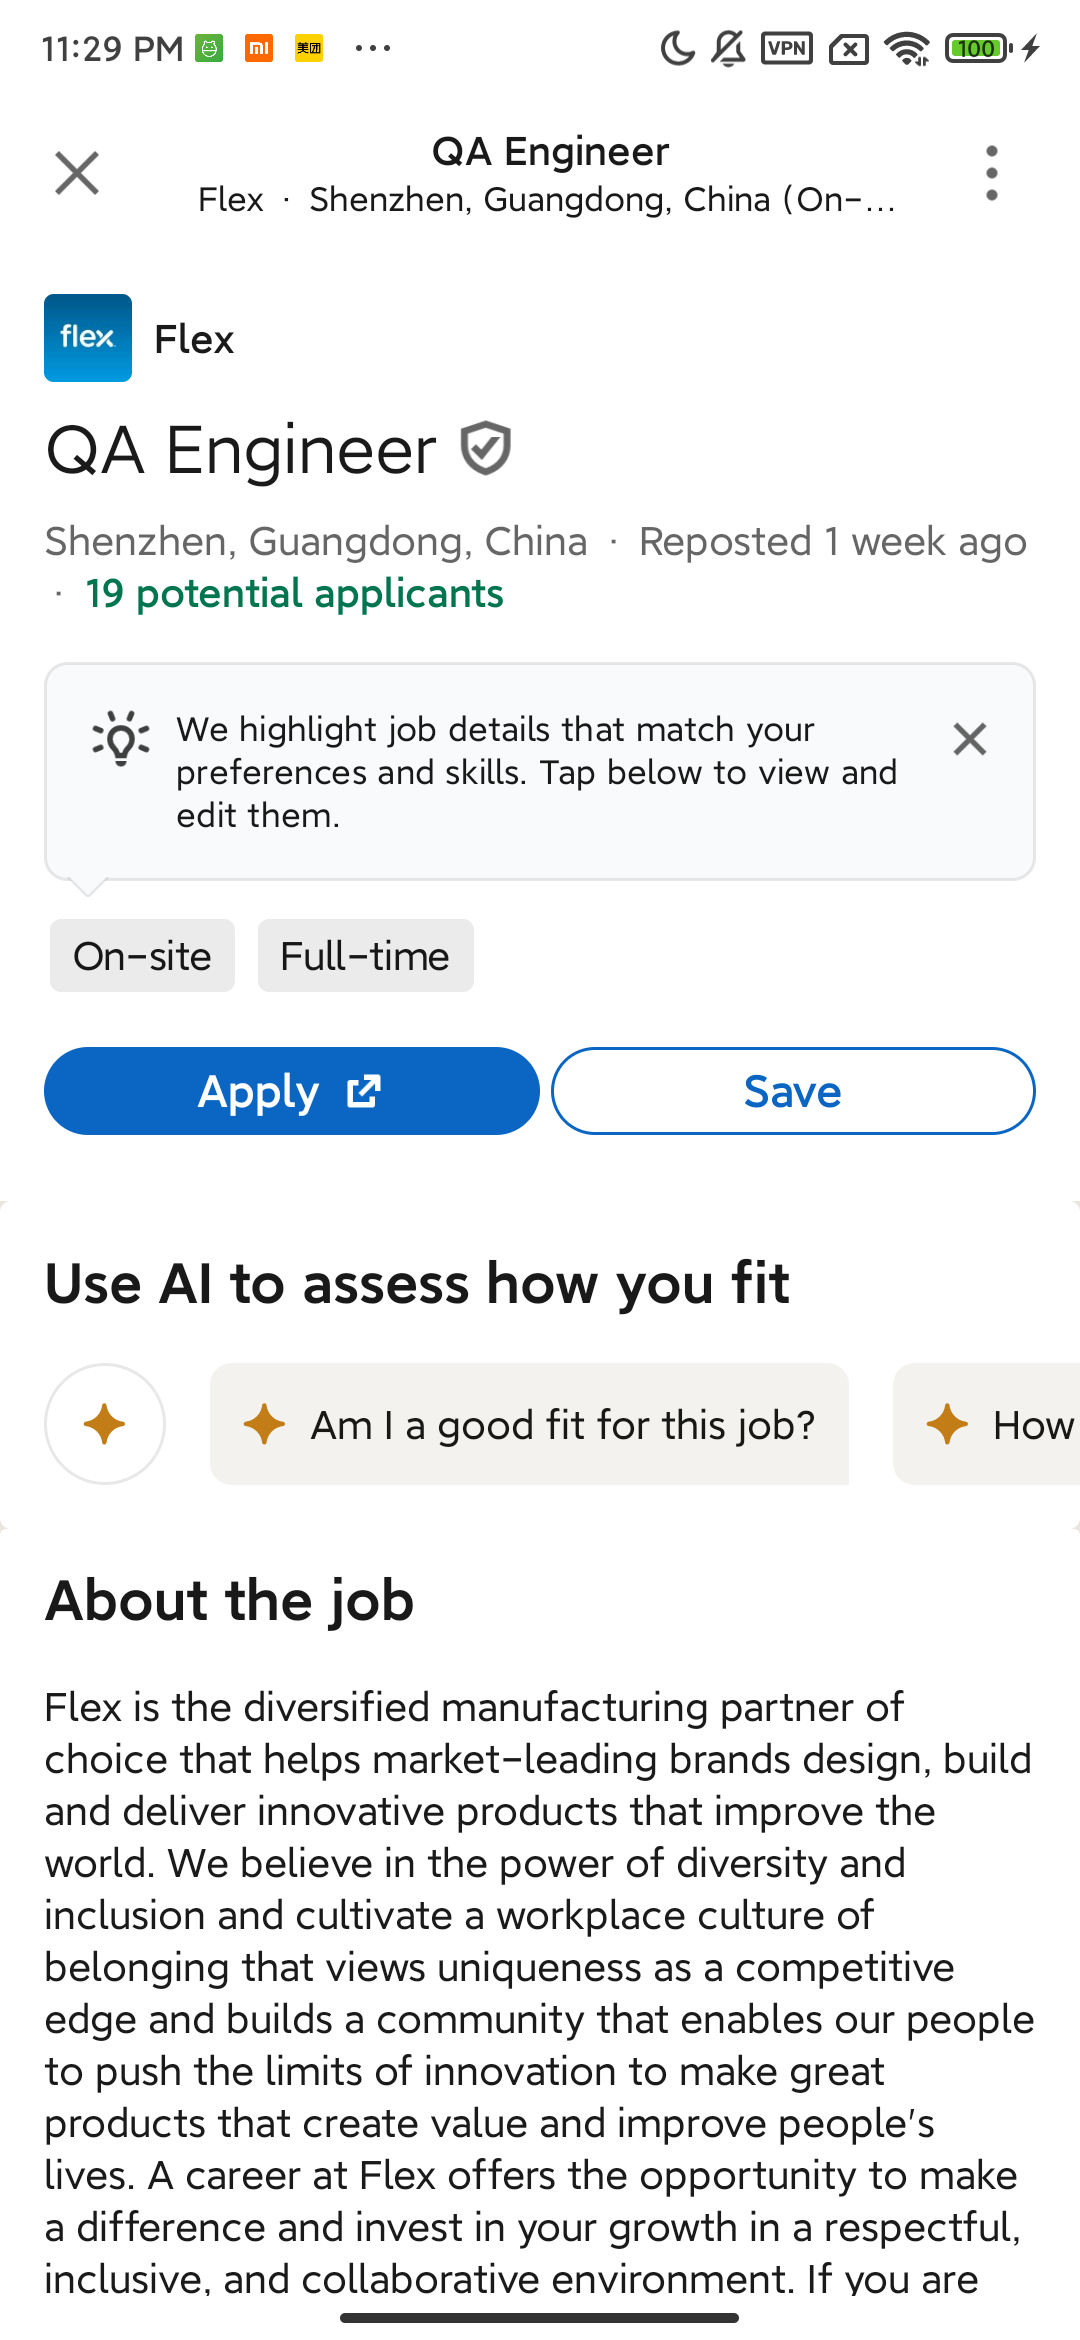 11:29 PM
美团
VPN
100
QA Engineer
Flex · Shenzhen, Guangdong, China (On-...
flex
Flex
QA Engineer
Shenzhen, Guangdong, China · Reposted 1 week ago
· 19 potential applicants
We highlight job details that match your
preferences and skills. Tap below to view and
edit them.
On-site
Full-time
Apply
Save
Use AI to assess how you fit
Am I a good fit for this job?
How
About the job
Flex is the diversified manufacturing partner of
choice that helps market-leading brands design, build
and deliver innovative products that improve the
world. We believe in the power of diversity and
inclusion and cultivate a workplace culture of
belonging that views uniqueness as a competitive
edge and builds a community that enables our people
to push the limits of innovation to make great
products that create value and improve people's
lives. A career at Flex offers the opportunity to make
a difference and invest in your growth in a respectful,
inclusive, and collaborative environment. If you are